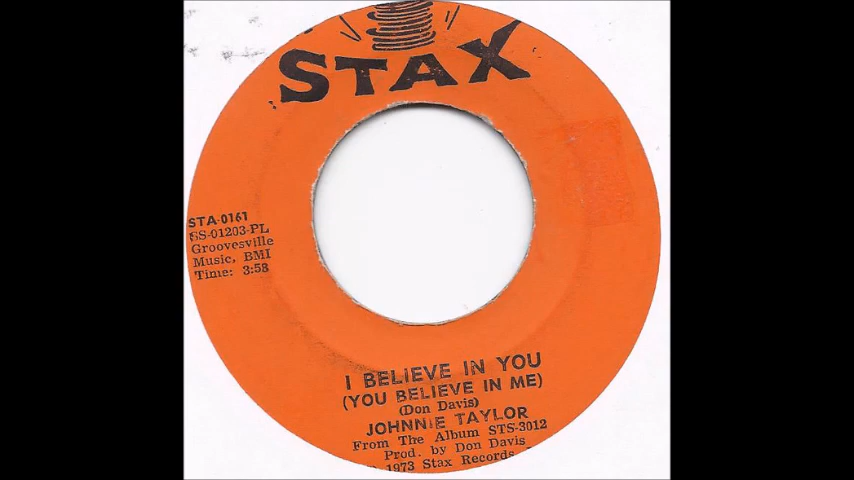 STAX
STA-0161
SS-01203-PL
Groovesville
Music, BMI
Time: 3:58
I BELIEVE IN YOU
(YOU BELIEVE IN ME)
(Don Davis)
JOHNNIE TAYLOR
From The Album STS-3012
Prod. by Don Davis
1973 Stax Records